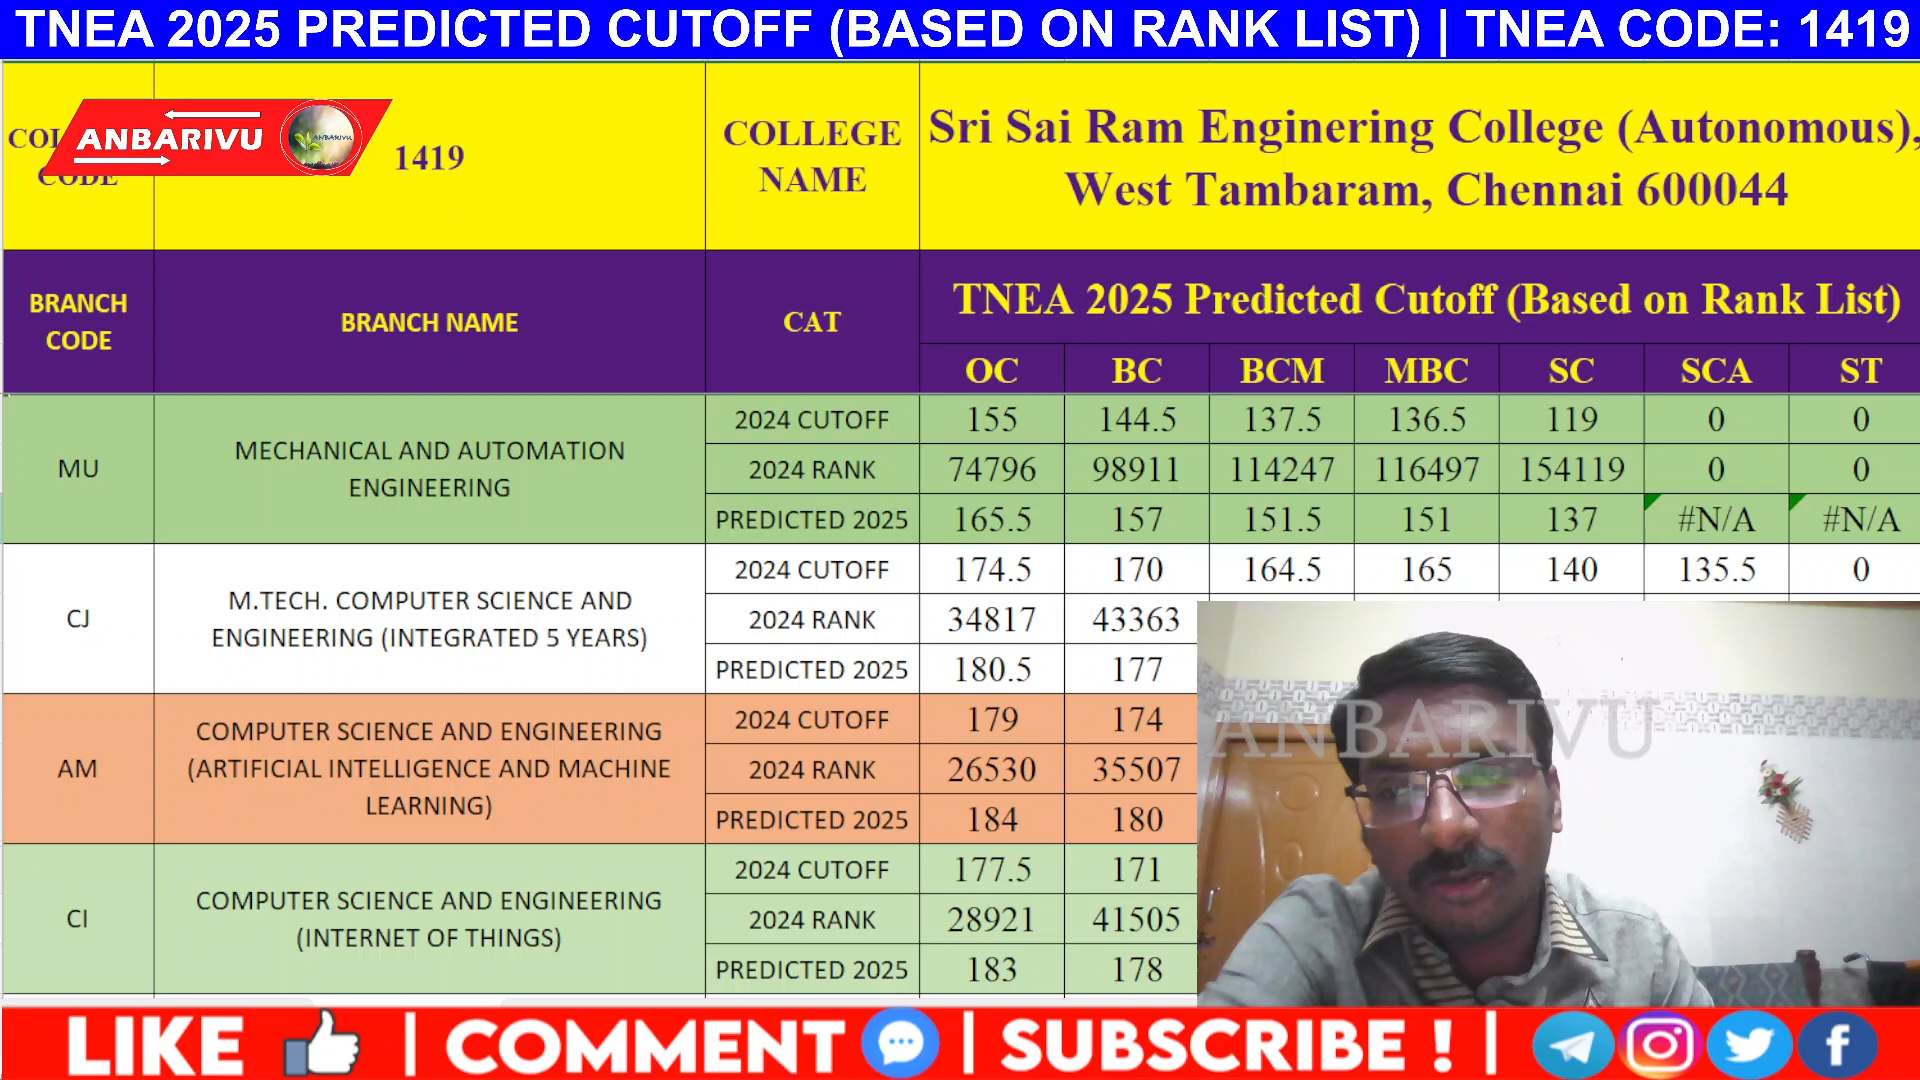 TNEA 2025 PREDICTED CUTOFF (BASED ON RANK LIST) | TNEA CODE: 1419
CODE
ANBARIVU
ANBARIVU
1419
COLLEGE
NAME
Sri Sai Ram Enginering College (Autonomous),
West Tambaram, Chennai 600044
BRANCH
CODE
BRANCH NAME
CAT
TNEA 2025 Predicted Cutoff (Based on Rank List)
OC BC BCM MBC SC SCA ST
MU
MECHANICAL AND AUTOMATION
ENGINEERING
2024 CUTOFF 155 144.5 137.5 136.5 119 0 0
2024 RANK 74796 98911 114247 116497 154119 0 0
PREDICTED 2025 165.5 157 151.5 151 137 #N/A #N/A
CJ
M.TECH. COMPUTER SCIENCE AND
ENGINEERING (INTEGRATED 5 YEARS)
2024 CUTOFF 174.5 170 164.5 165 140 135.5 0
2024 RANK 34817 43363
PREDICTED 2025 180.5 177
AM
COMPUTER SCIENCE AND ENGINEERING
(ARTIFICIAL INTELLIGENCE AND MACHINE
LEARNING)
2024 CUTOFF 179 174
2024 RANK 26530 35507
PREDICTED 2025 184 180
CI
COMPUTER SCIENCE AND ENGINEERING
(INTERNET OF THINGS)
2024 CUTOFF 177.5 171
2024 RANK 28921 41505
PREDICTED 2025 183 178
ANBARIVU
LIKE | COMMENT | SUBSCRIBE ! |